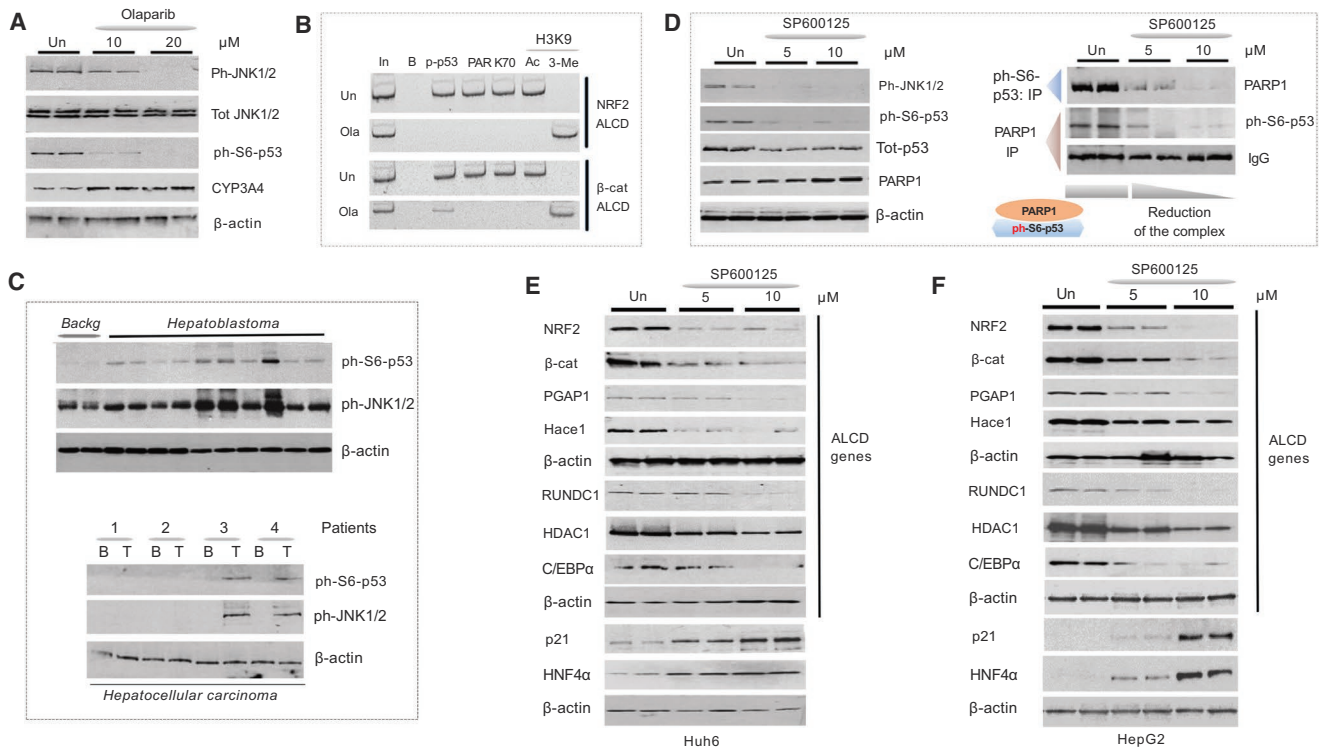 A
Olaparib
Un 10 20 μM
Ph-JNK1/2
Tot JNK1/2
ph-S6-p53
CYP3A4
β-actin
B
H3K9
In B p-p53 PAR K70 Ac 3-Me
Un
Ola
NRF2
ALCD
Un
Ola
β-cat
ALCD
C
Backg Hepatoblastoma
ph-S6-p53
ph-JNK1/2
β-actin
1 2 3 4 Patients
B T B T B T B T
ph-S6-p53
ph-JNK1/2
β-actin
Hepatocellular carcinoma
D
SP600125
Un 5 10 μM
Ph-JNK1/2
ph-S6-p53
Tot-p53
PARP1
β-actin
SP600125
Un 5 10 μM
ph-S6-
p53: IP
PARP1
IP
PARP1
ph-S6-p53
IgG
PARP1
ph-S6-p53
Reduction
of the complex
E
SP600125
Un 5 10 μM
NRF2
β-cat
PGAP1
Hace1
β-actin
RUNDC1
HDAC1
C/EBPα
β-actin
p21
HNF4α
β-actin
ALCD
genes
Huh6
F
SP600125
Un 5 10 μM
NRF2
β-cat
PGAP1
Hace1
β-actin
RUNDC1
HDAC1
C/EBPα
β-actin
p21
HNF4α
β-actin
ALCD
genes
HepG2